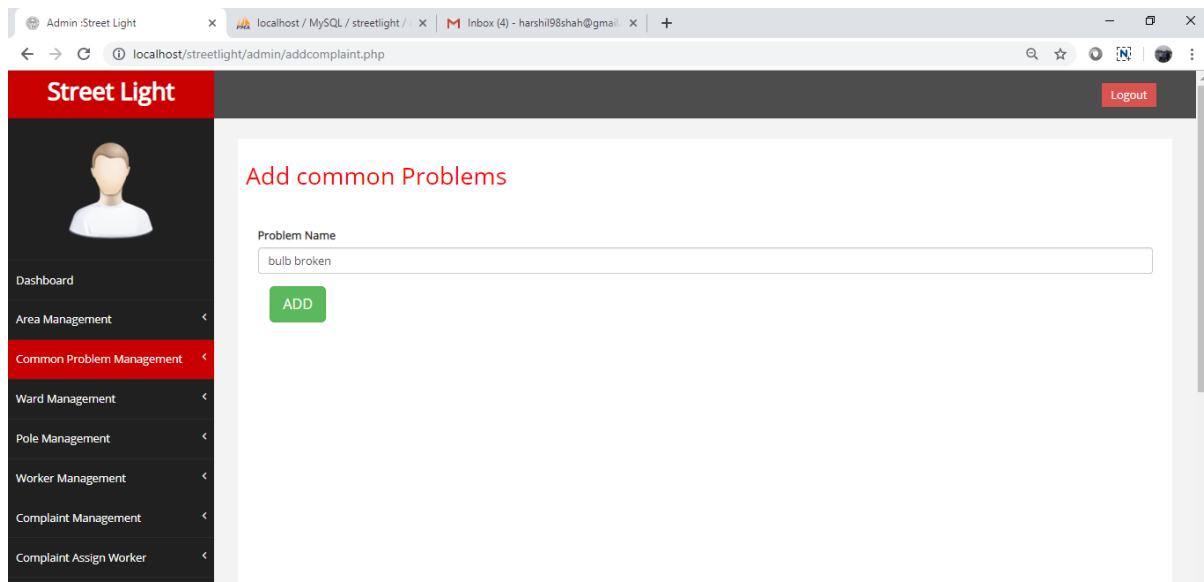 Admin :Street Light
localhost / MySQL / streetlight /
Inbox (4) - harshil98shah@gmail.
localhost/streetlight/admin/addcomplaint.php
Street Light
Logout
Add common Problems
Problem Name
bulb broken
ADD
Dashboard
Area Management
Common Problem Management
Ward Management
Pole Management
Worker Management
Complaint Management
Complaint Assign Worker